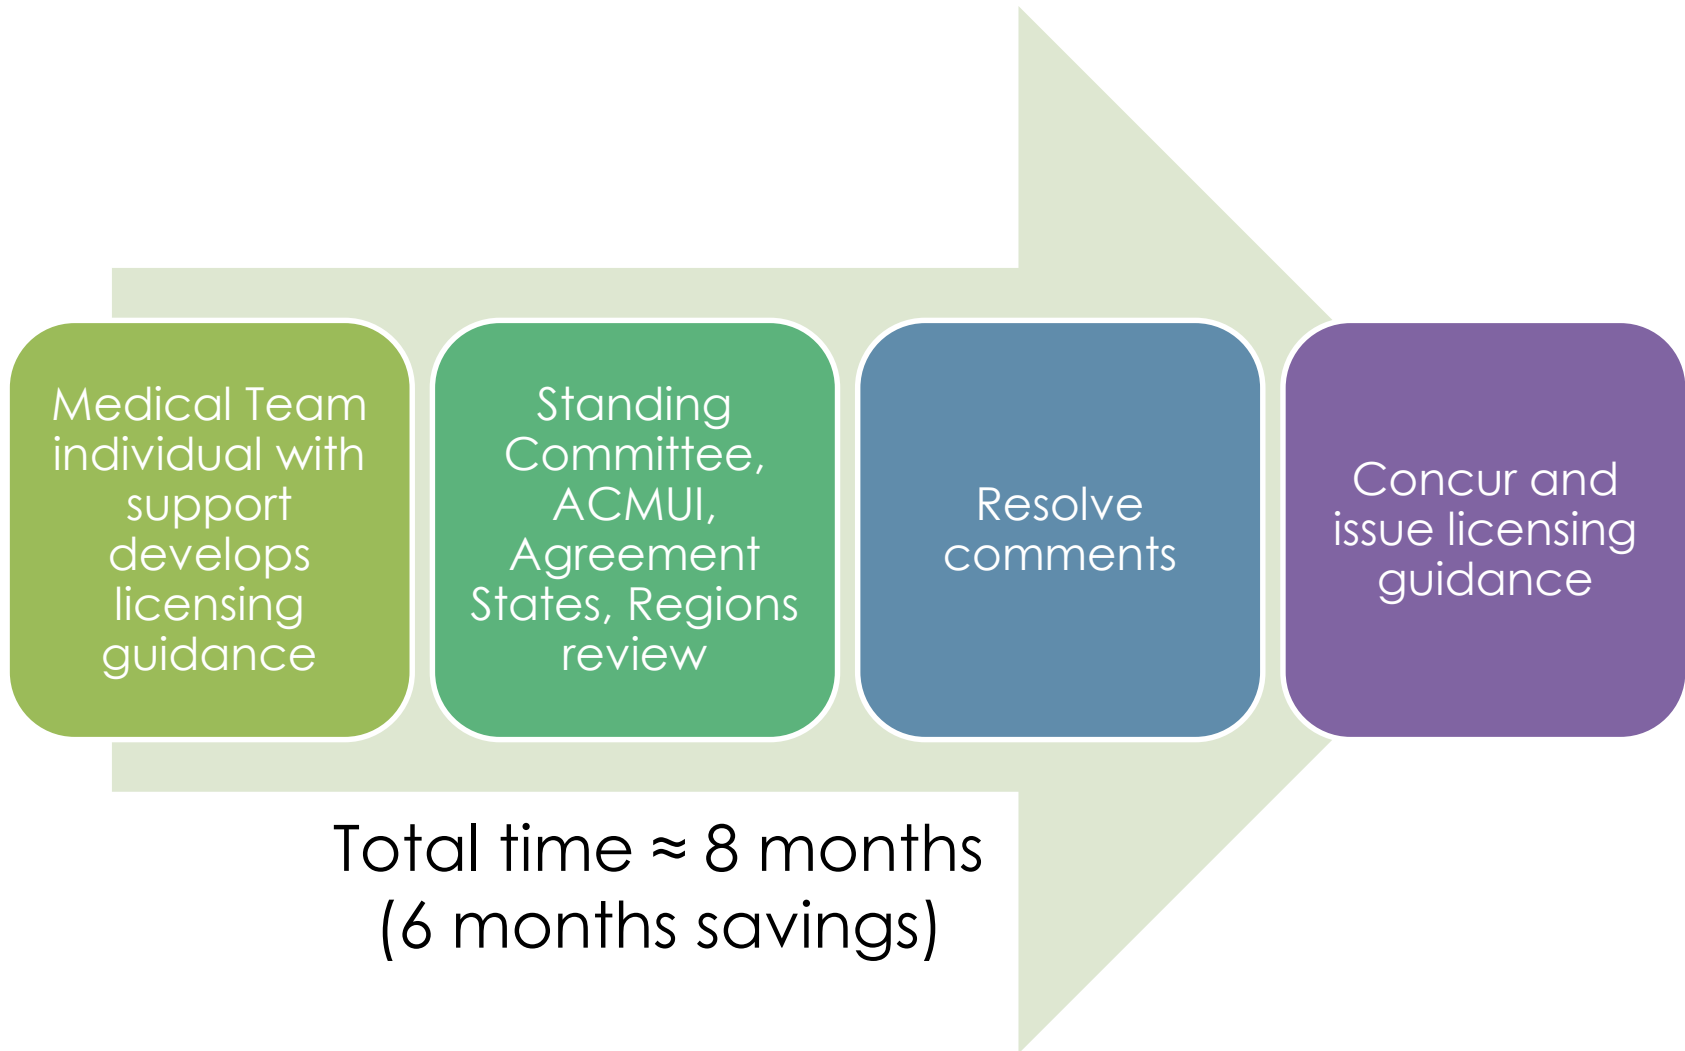 Medical Team
individual with
support
develops
licensing
guidance
Standing
Committee,
ACMUI,
Agreement
States, Regions
review
Resolve
comments
Concur and
issue licensing
guidance
Total time ≈ 8 months
(6 months savings)